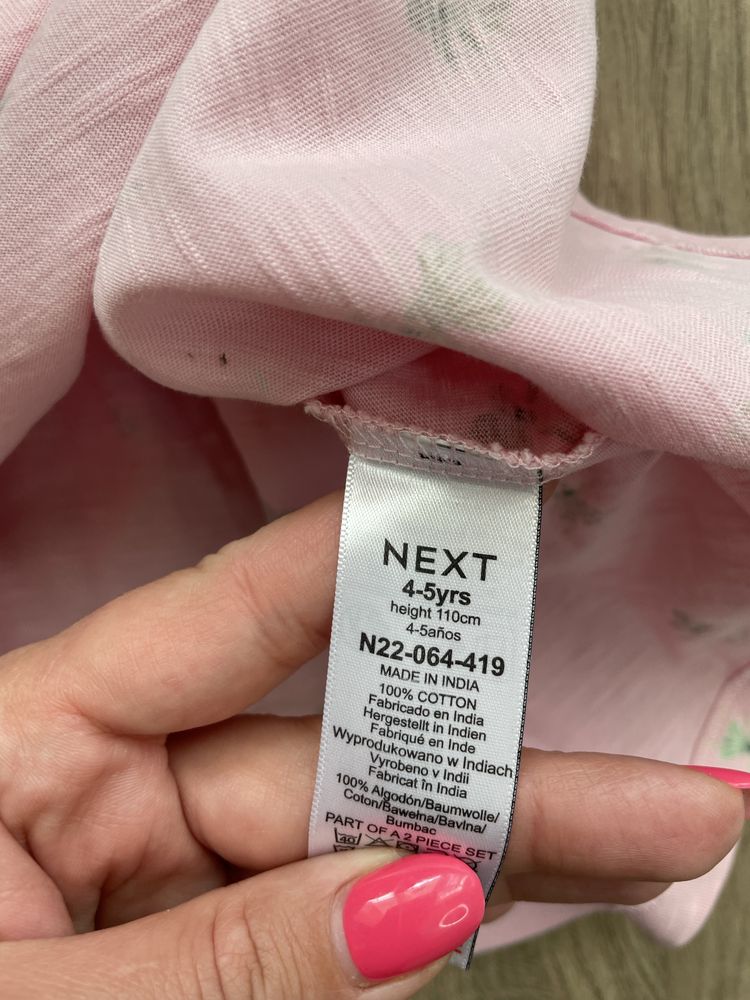 NEXT
4-5yrs
height 110cm
4-5años
N22-064-419
MADE IN INDIA
100% COTTON
Fabricado en India
Hergestellt in Indien
Fabriqué en Inde
Wyprodukowano w Indiach
Vyrobeno v Indii
Fabricat în India
100% Algodón/Baumwolle/
Coton/Bawełna/Bavlna/
Bumbac
PART OF A 2 PIECE SET
40